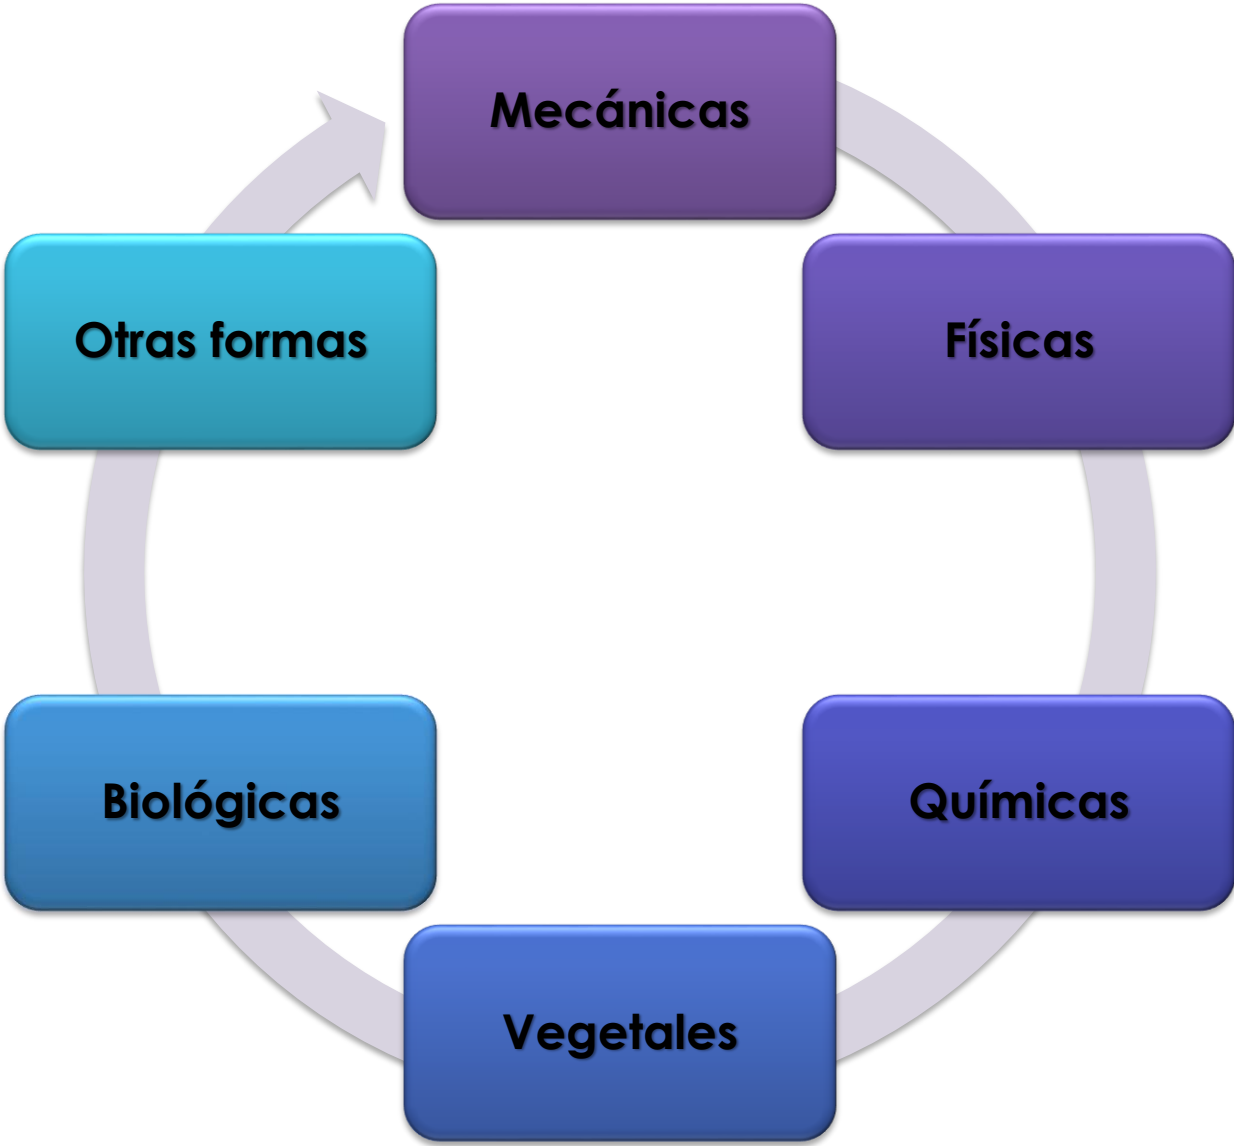 Mecánicas
Físicas
Químicas
Vegetales
Biológicas
Otras formas